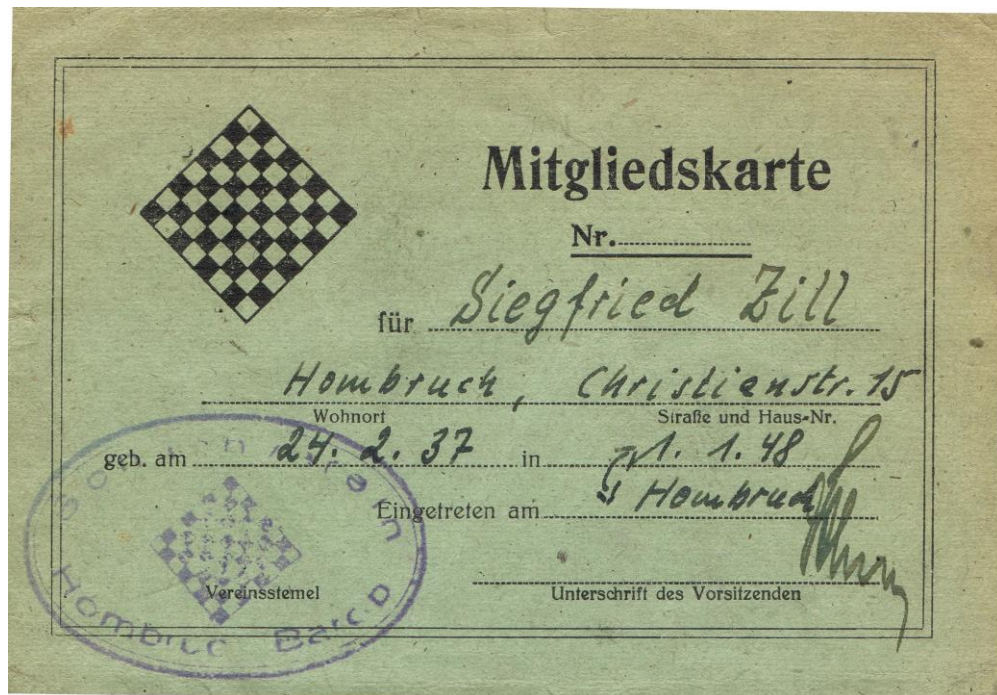 Mitgliedskarte
Nr.
für Siegfried Zill
Hombruch, Christienstr. 15
Wohnort Straße und Haus-Nr.
geb. am 24. 2. 37 in 1. 1. 48
Eingetreten am Hombruch
Vereinsstemel Unterschrift des Vorsitzenden